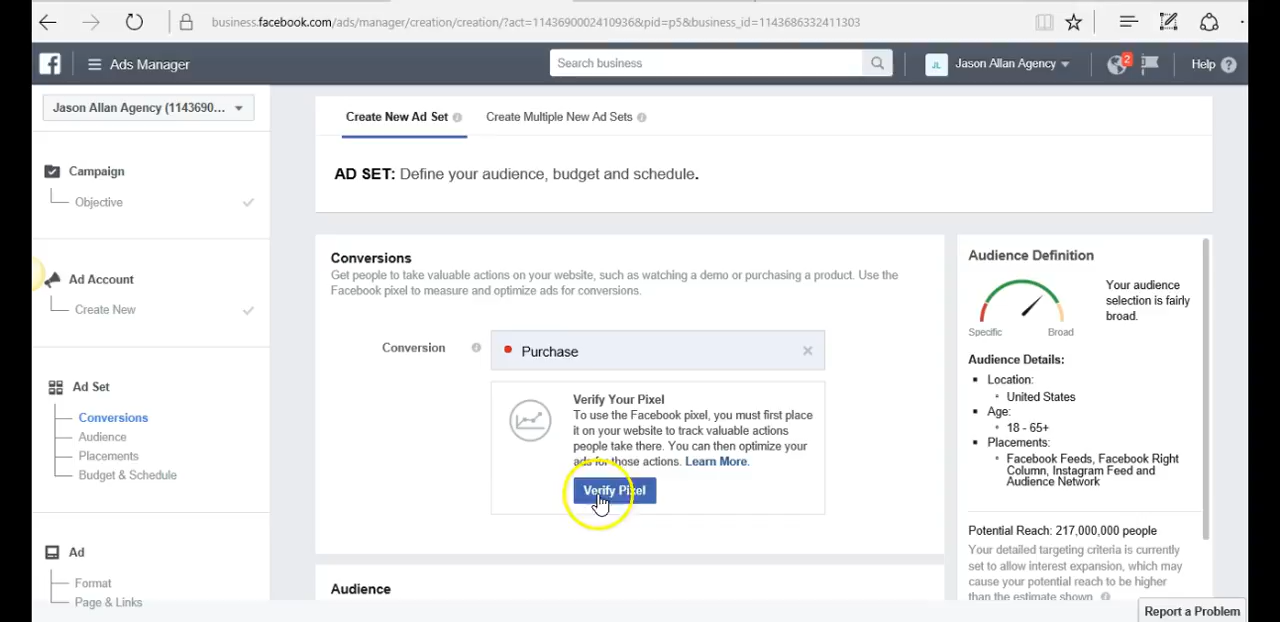 business.facebook.com/ads/manager/creation/creation/?act=1143690002410936&pid=p5&business_id=1143686332411303
f
Ads Manager
Search business
JL
Jason Allan Agency
2
Help ?
Jason Allan Agency (1143690...
Campaign
Objective
Ad Account
Create New
Ad Set
Conversions
Audience
Placements
Budget & Schedule
Ad
Format
Page & Links
Create New Ad Set
Create Multiple New Ad Sets
AD SET: Define your audience, budget and schedule.
Conversions
Get people to take valuable actions on your website, such as watching a demo or purchasing a product. Use the
Facebook pixel to measure and optimize ads for conversions.
Conversion
Purchase
Verify Your Pixel
To use the Facebook pixel, you must first place
it on your website to track valuable actions
people take there. You can then optimize your
ads for those actions. Learn More.
Verify Pixel
Audience
Audience Definition
Your audience
selection is fairly
broad.
Specific
Broad
Audience Details:
Location:
United States
Age:
18 - 65+
Placements:
Facebook Feeds, Facebook Right
Column, Instagram Feed and
Audience Network
Potential Reach: 217,000,000 people
Your detailed targeting criteria is currently
set to allow interest expansion, which may
cause your potential reach to be higher
than the estimate shown.
Report a Problem